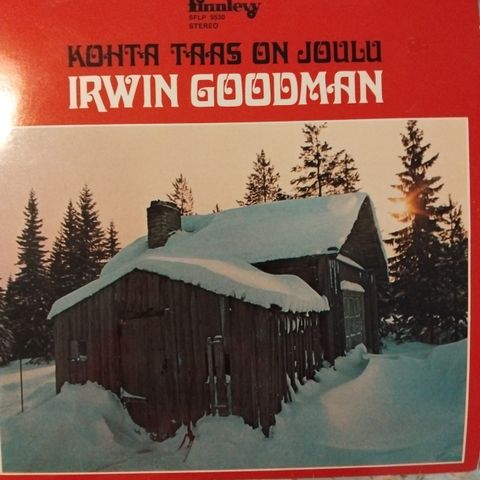 Finnlevy
SFLP 9530
STEREO
KOHTA TAAS ON JOULU
IRWIN GOODMAN